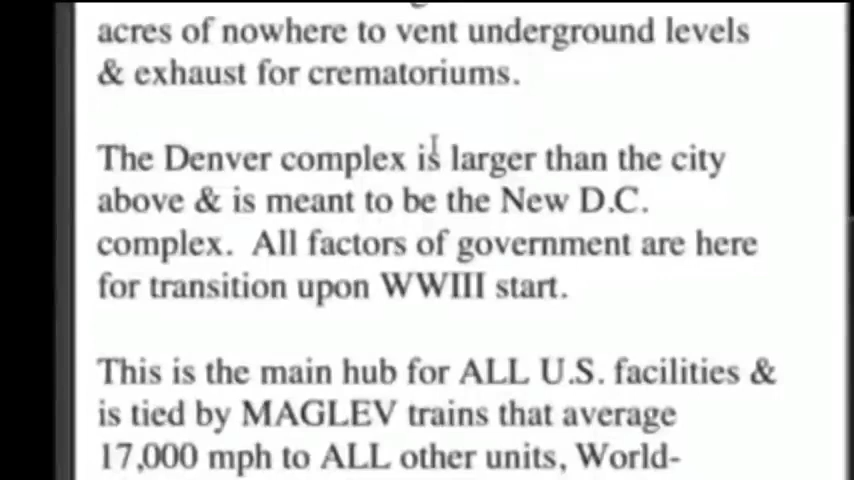 acres of nowhere to vent underground levels
& exhaust for crematoriums.
The Denver complex is larger than the city
above & is meant to be the New D.C.
complex. All factors of government are here
for transition upon WWIII start.
This is the main hub for ALL U.S. facilities &
is tied by MAGLEV trains that average
17,000 mph to ALL other units, World-